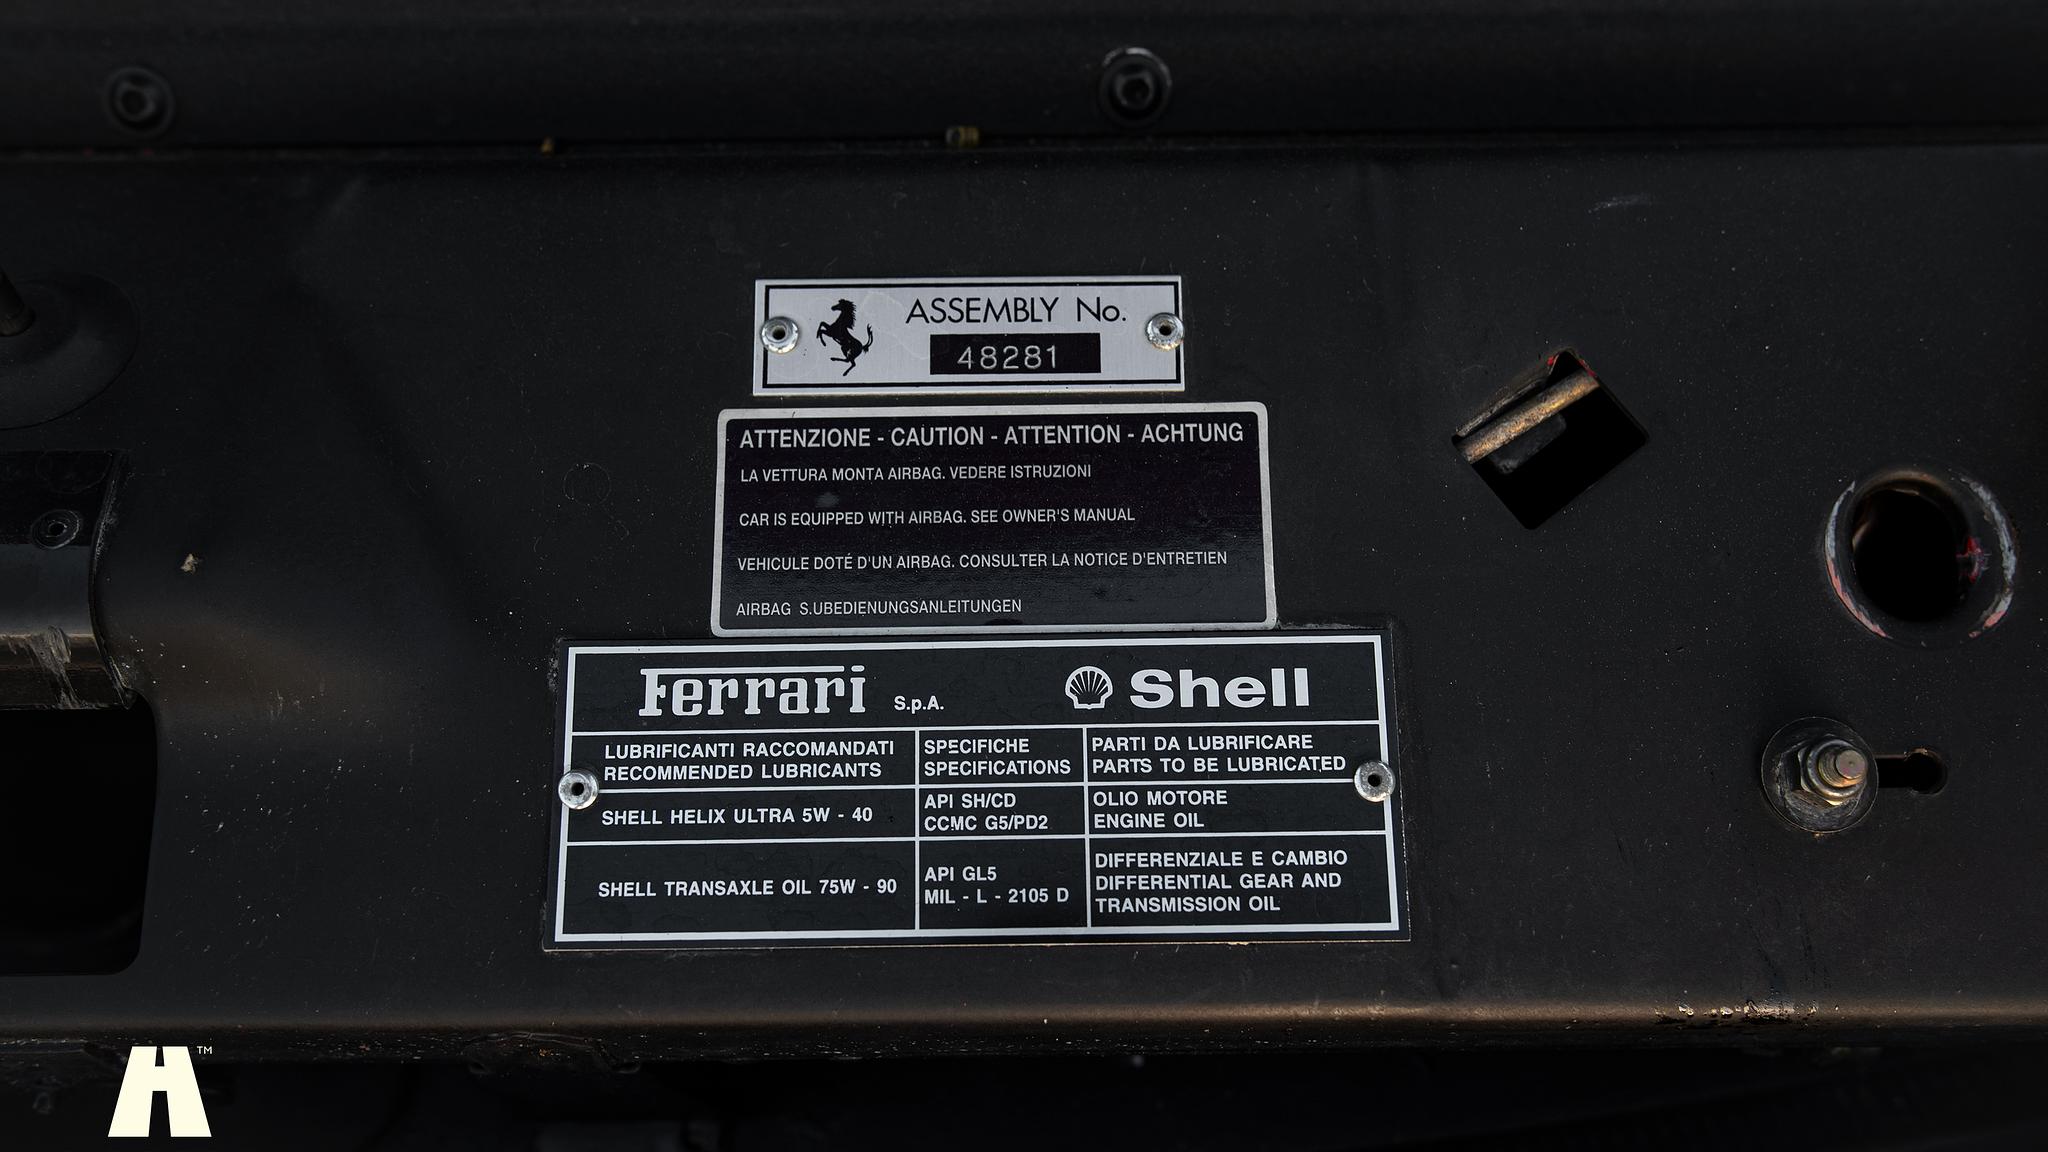 ASSEMBLY No.
48281
ATTENZIONE - CAUTION - ATTENTION - ACHTUNG
LA VETTURA MONTA AIRBAG. VEDERE ISTRUZIONI
CAR IS EQUIPPED WITH AIRBAG. SEE OWNER'S MANUAL
VEHICULE DOTÉ D'UN AIRBAG. CONSULTER LA NOTICE D'ENTRETIEN
AIRBAG S.UBEDIENUNGSANLEITUNGEN
Ferrari S.p.A. Shell
LUBRIFICANTI RACCOMANDATI
RECOMMENDED LUBRICANTS
SPECIFICHE
SPECIFICATIONS
PARTI DA LUBRIFICARE
PARTS TO BE LUBRICATED
SHELL HELIX ULTRA 5W - 40
API SH/CD
CCMC G5/PD2
OLIO MOTORE
ENGINE OIL
SHELL TRANSAXLE OIL 75W - 90
API GL5
MIL - L - 2105 D
DIFFERENZIALE E CAMBIO
DIFFERENTIAL GEAR AND
TRANSMISSION OIL
H™